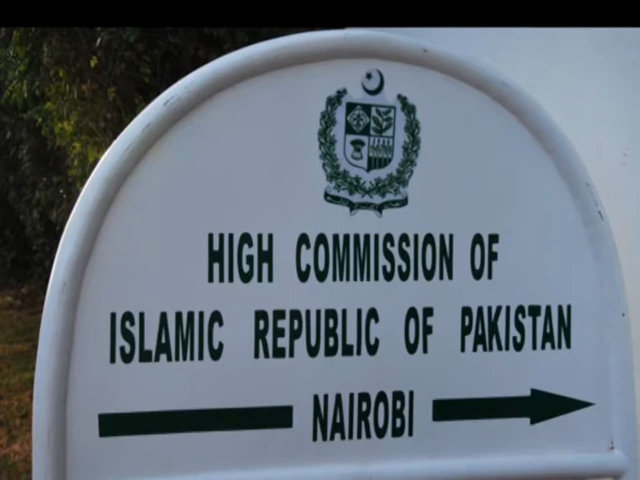 HIGH COMMISSION OF
ISLAMIC REPUBLIC OF PAKISTAN
NAIROBI